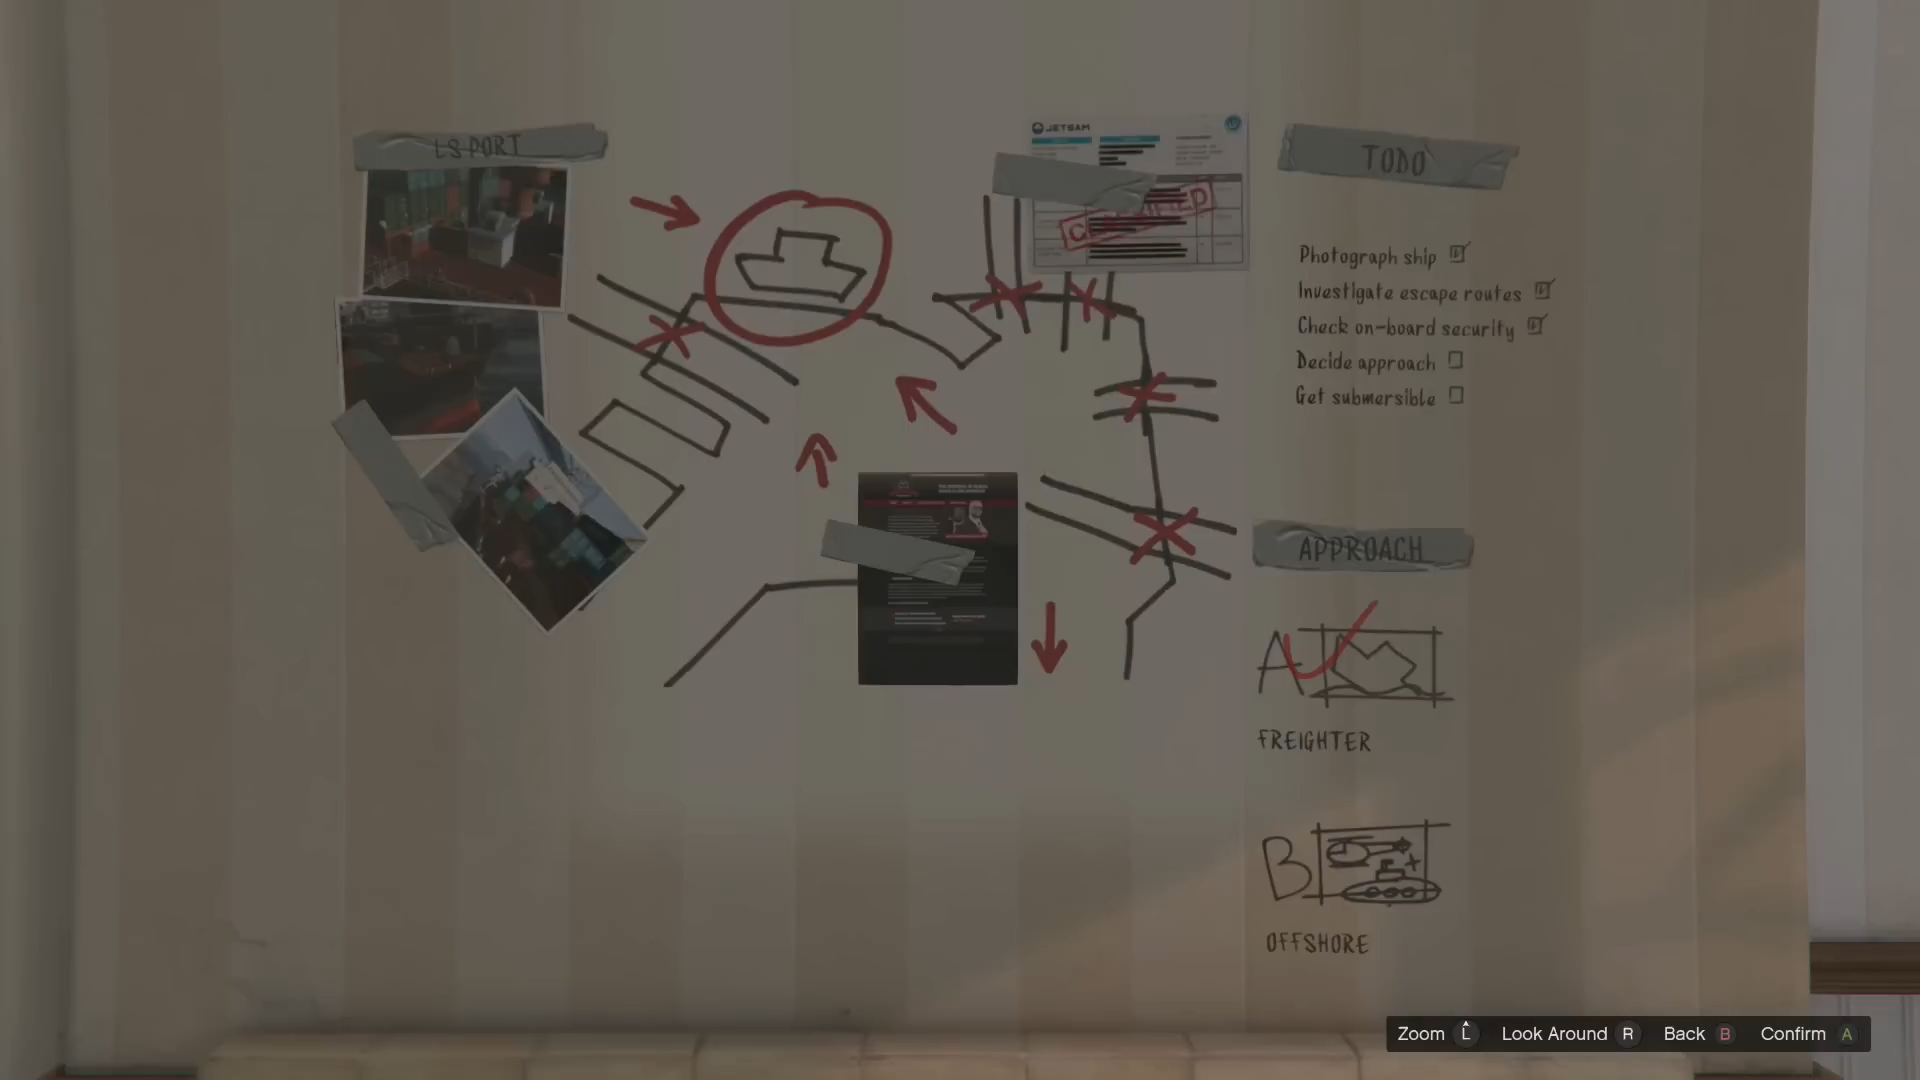 LS PORT
JETSAM
TODO
Photograph ship
Investigate escape routes
Check on-board security
Decide approach
Get submersible
APPROACH
A
FREIGHTER
B
OFFSHORE
Zoom L Look Around R Back B Confirm A